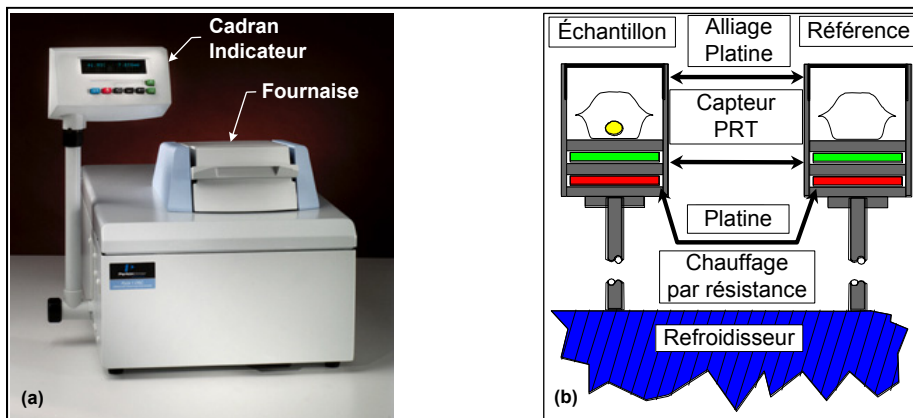 Cadran
Indicateur
Fournaise
(a)
Échantillon
Alliage
Platine
Référence
Capteur
PRT
Platine
Chauffage
par résistance
Refroidisseur
(b)